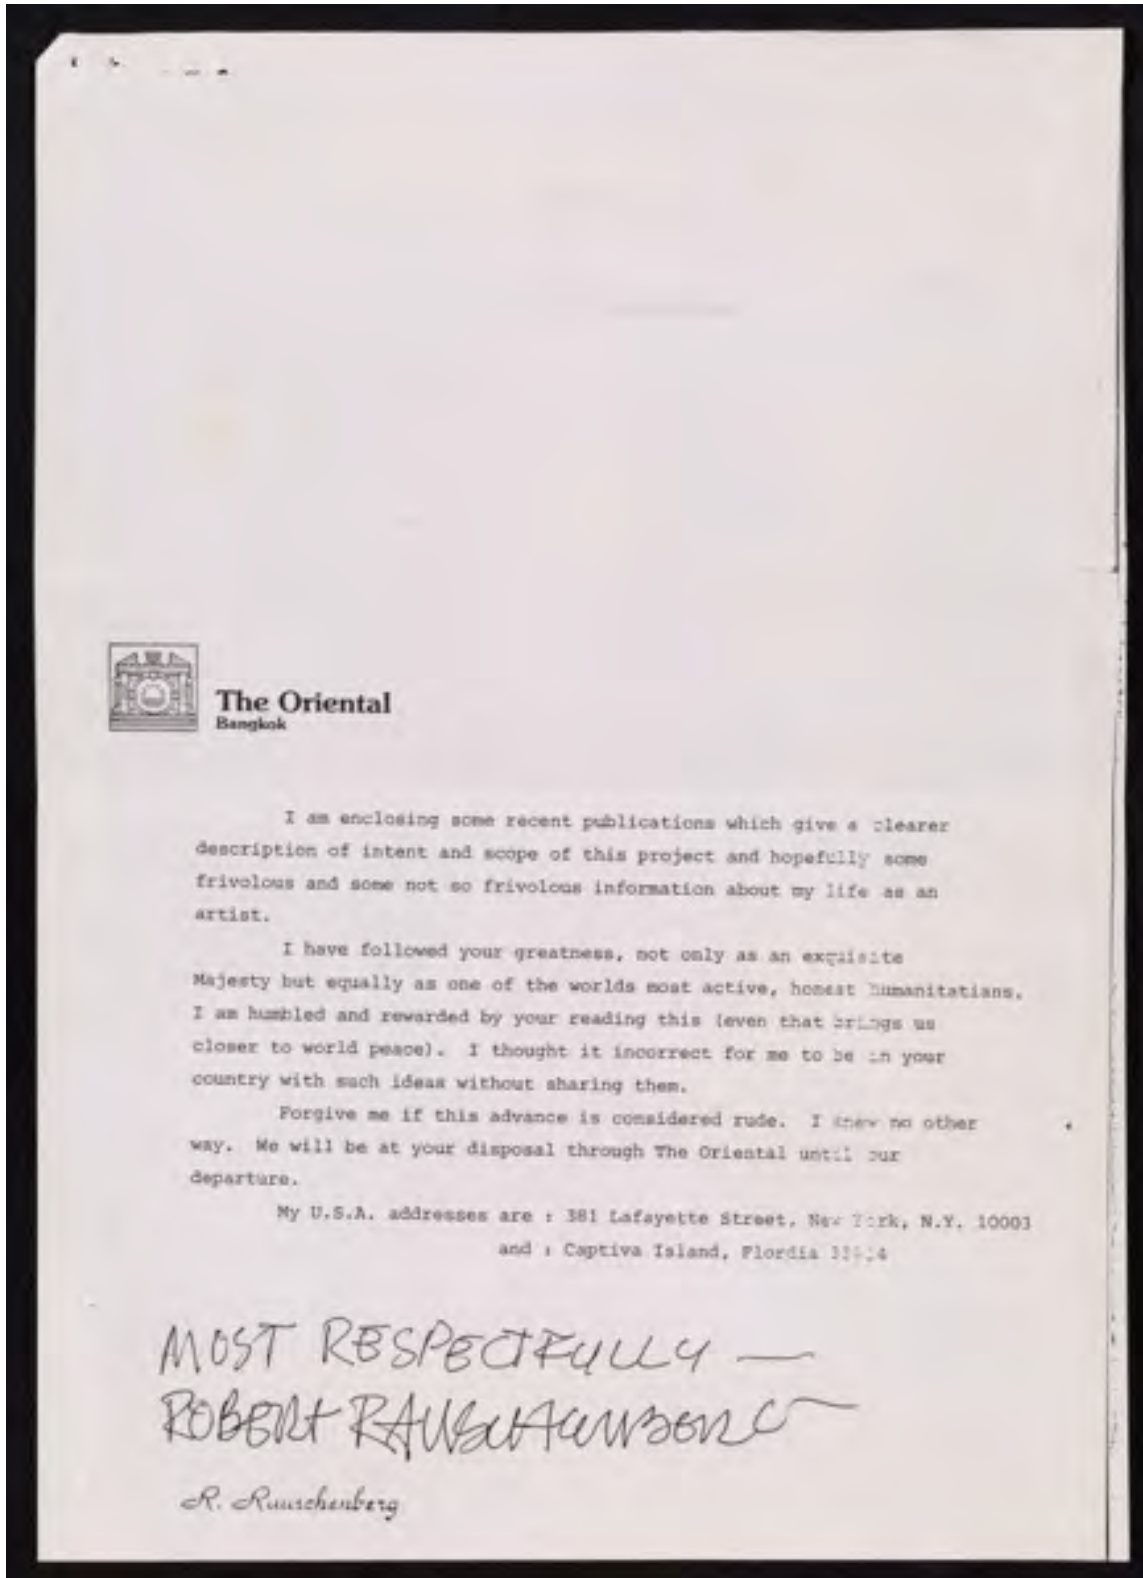 The Oriental
Bangkok
I am enclosing some recent publications which give a clearer
description of intent and scope of this project and hopefully some
frivolous and some not so frivolous information about my life as an
artist.
I have followed your greatness, not only as an exquisite
Majesty but equally as one of the worlds most active, honest humanitatians.
I am humbled and rewarded by your reading this (even that brings us
closer to world peace). I thought it incorrect for me to be in your
country with such ideas without sharing them.
Forgive me if this advance is considered rude. I knew no other
way. We will be at your disposal through The Oriental until our
departure.
My U.S.A. addresses are : 381 Lafayette Street, New York, N.Y. 10003
and : Captiva Island, Flordia
MOST RESPECTFULLY —
ROBERT RAUSCHENBERG
R. Rauschenberg